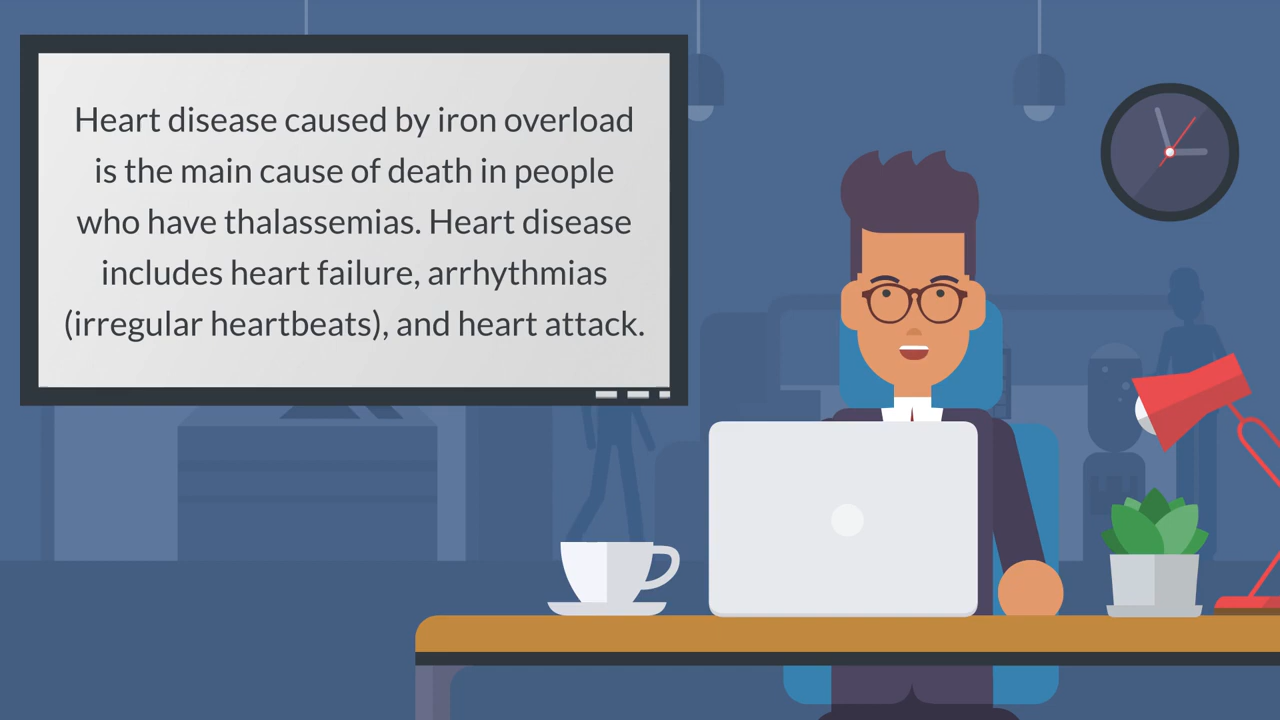 Heart disease caused by iron overload
is the main cause of death in people
who have thalassemias. Heart disease
includes heart failure, arrhythmias
(irregular heartbeats), and heart attack.